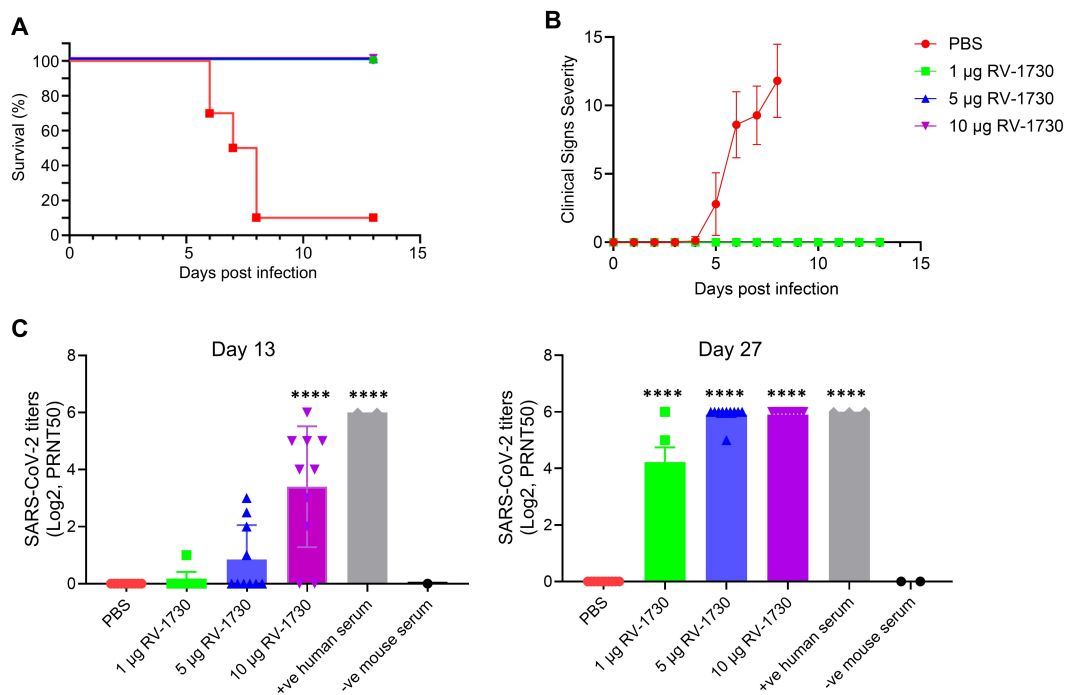 A
Survival (%)
100
80
60
40
20
0
0
5
10
15
Days post infection
B
Clinical Signs Severity
15
10
5
0
0
5
10
15
Days post infection
PBS
1 µg RV-1730
5 µg RV-1730
10 µg RV-1730
C
Day 13
SARS-CoV-2 titers
(Log2, PRNT50)
8
6
4
2
0
**** ****
PBS
1 µg RV-1730
5 µg RV-1730
10 µg RV-1730
+ve human serum
-ve mouse serum
Day 27
SARS-CoV-2 titers
(Log2, PRNT50)
8
6
4
2
0
**** **** **** ****
PBS
1 µg RV-1730
5 µg RV-1730
10 µg RV-1730
+ve human serum
-ve mouse serum